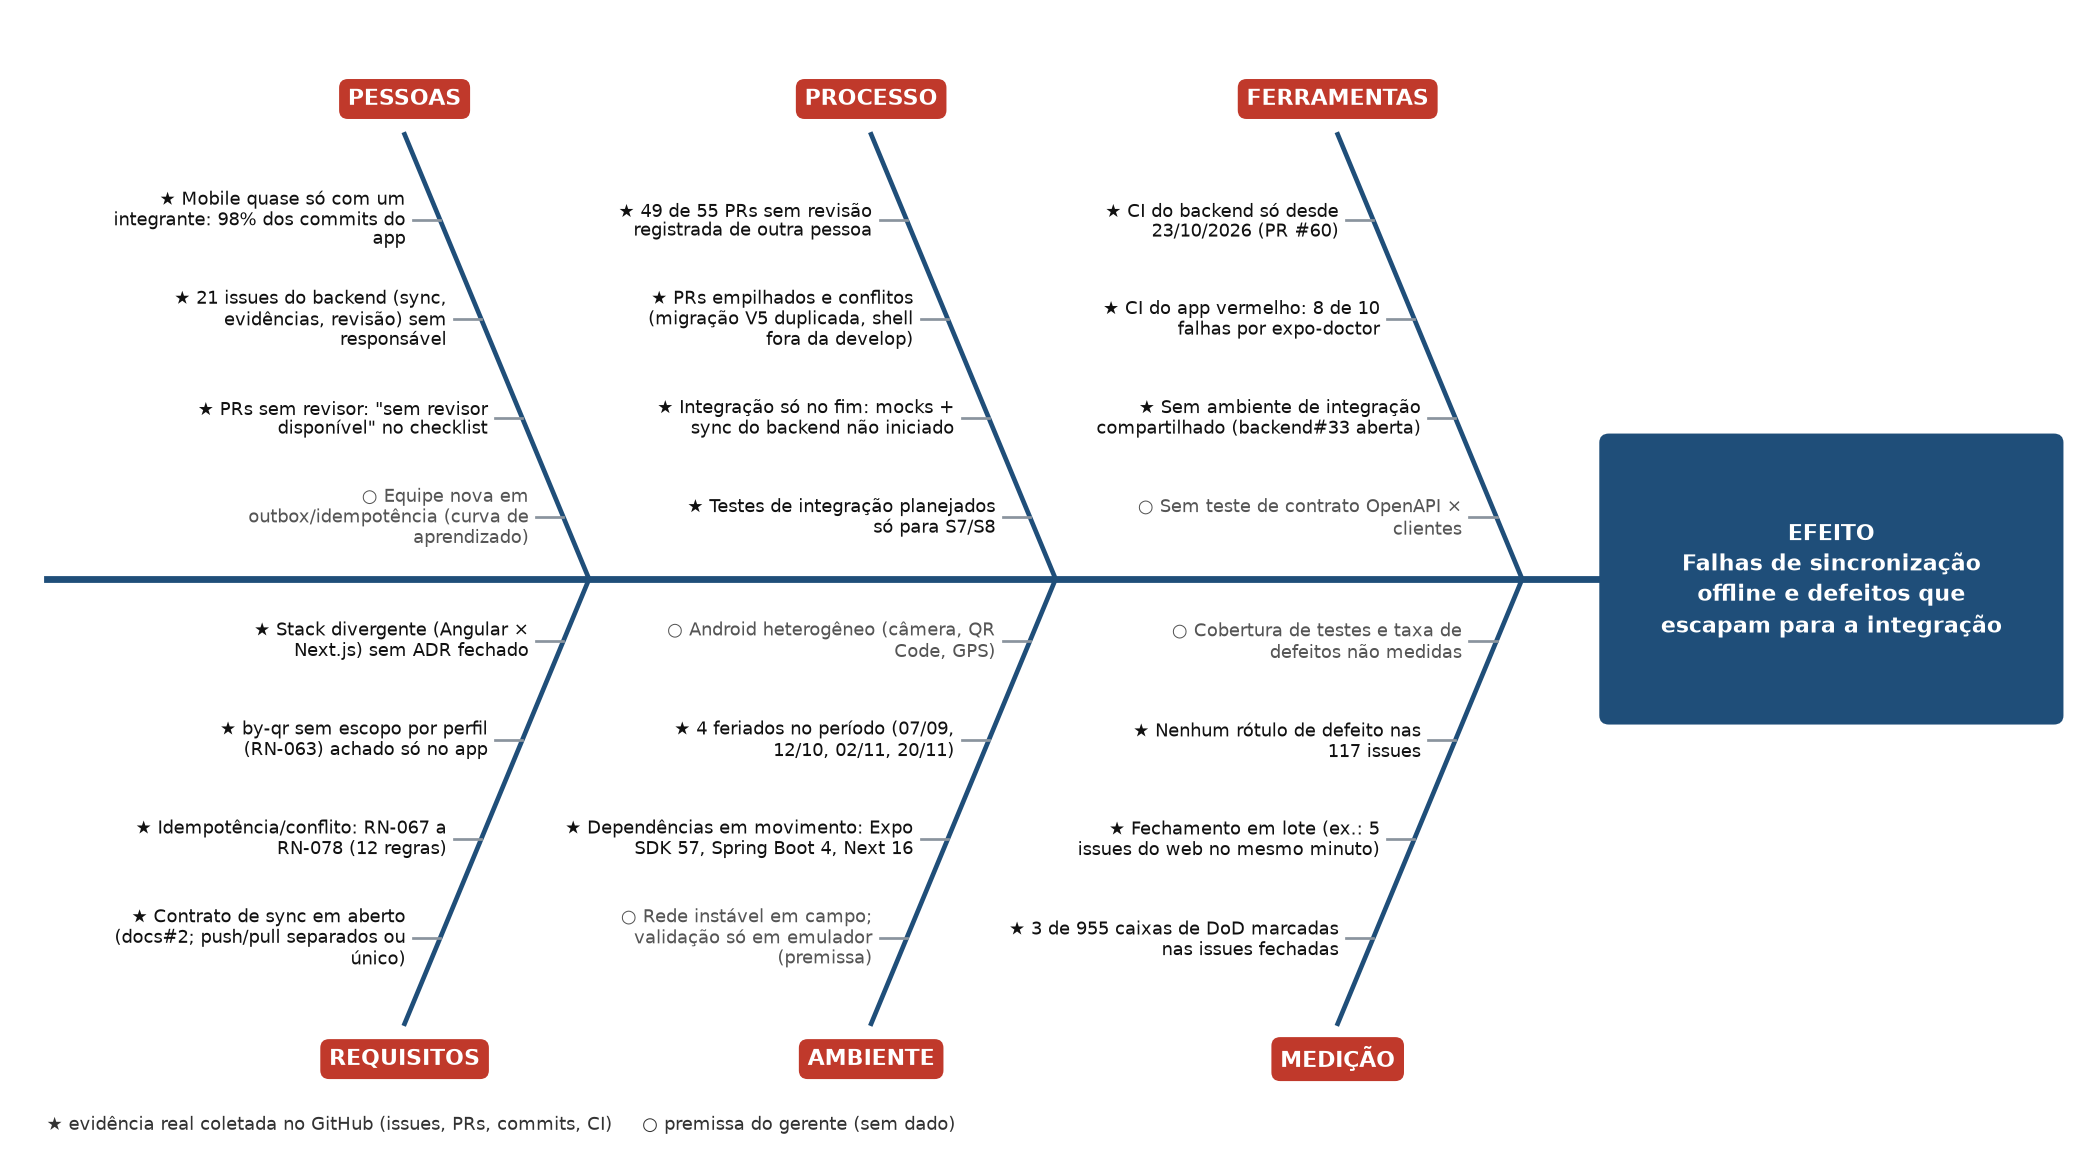 PESSOAS
★ Mobile quase só com um
integrante: 98% dos commits do
app
★ 21 issues do backend (sync,
evidências, revisão) sem
responsável
★ PRs sem revisor: "sem revisor
disponível" no checklist
○ Equipe nova em
outbox/idempotência (curva de
aprendizado)
PROCESSO
★ 49 de 55 PRs sem revisão
registrada de outra pessoa
★ PRs empilhados e conflitos
(migração V5 duplicada, shell
fora da develop)
★ Integração só no fim: mocks +
sync do backend não iniciado
★ Testes de integração planejados
só para S7/S8
FERRAMENTAS
★ CI do backend só desde
23/10/2026 (PR #60)
★ CI do app vermelho: 8 de 10
falhas por expo-doctor
★ Sem ambiente de integração
compartilhado (backend#33 aberta)
○ Sem teste de contrato OpenAPI ×
clientes
EFEITO
Falhas de sincronização
offline e defeitos que
escapam para a integração
★ Stack divergente (Angular ×
Next.js) sem ADR fechado
★ by-qr sem escopo por perfil
(RN-063) achado só no app
★ Idempotência/conflito: RN-067 a
RN-078 (12 regras)
★ Contrato de sync em aberto
(docs#2; push/pull separados ou
único)
REQUISITOS
○ Android heterogêneo (câmera, QR
Code, GPS)
★ 4 feriados no período (07/09,
12/10, 02/11, 20/11)
★ Dependências em movimento: Expo
SDK 57, Spring Boot 4, Next 16
○ Rede instável em campo;
validação só em emulador
(premissa)
AMBIENTE
○ Cobertura de testes e taxa de
defeitos não medidas
★ Nenhum rótulo de defeito nas
117 issues
★ Fechamento em lote (ex.: 5
issues do web no mesmo minuto)
★ 3 de 955 caixas de DoD marcadas
nas issues fechadas
MEDIÇÃO
★ evidência real coletada no GitHub (issues, PRs, commits, CI) ○ premissa do gerente (sem dado)